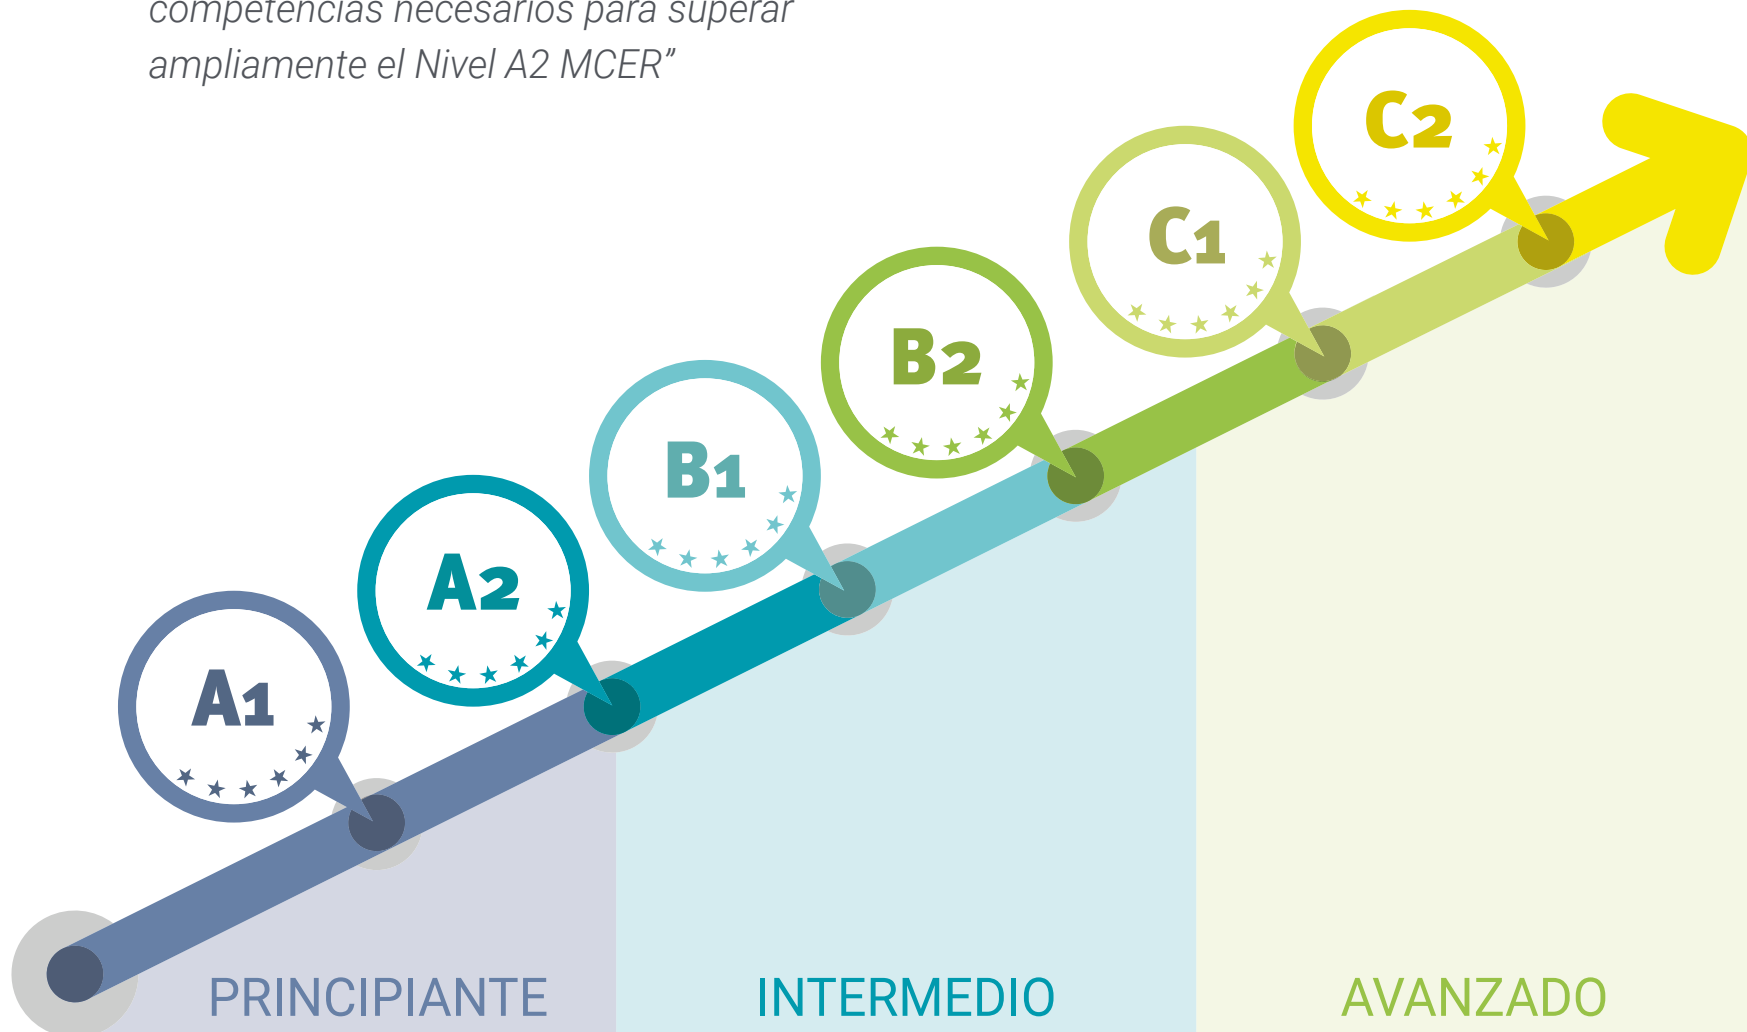 competencias necesarios para superar
ampliamente el Nivel A2 MCER”
C2
C1
B2
B1
A2
A1
PRINCIPIANTE
INTERMEDIO
AVANZADO